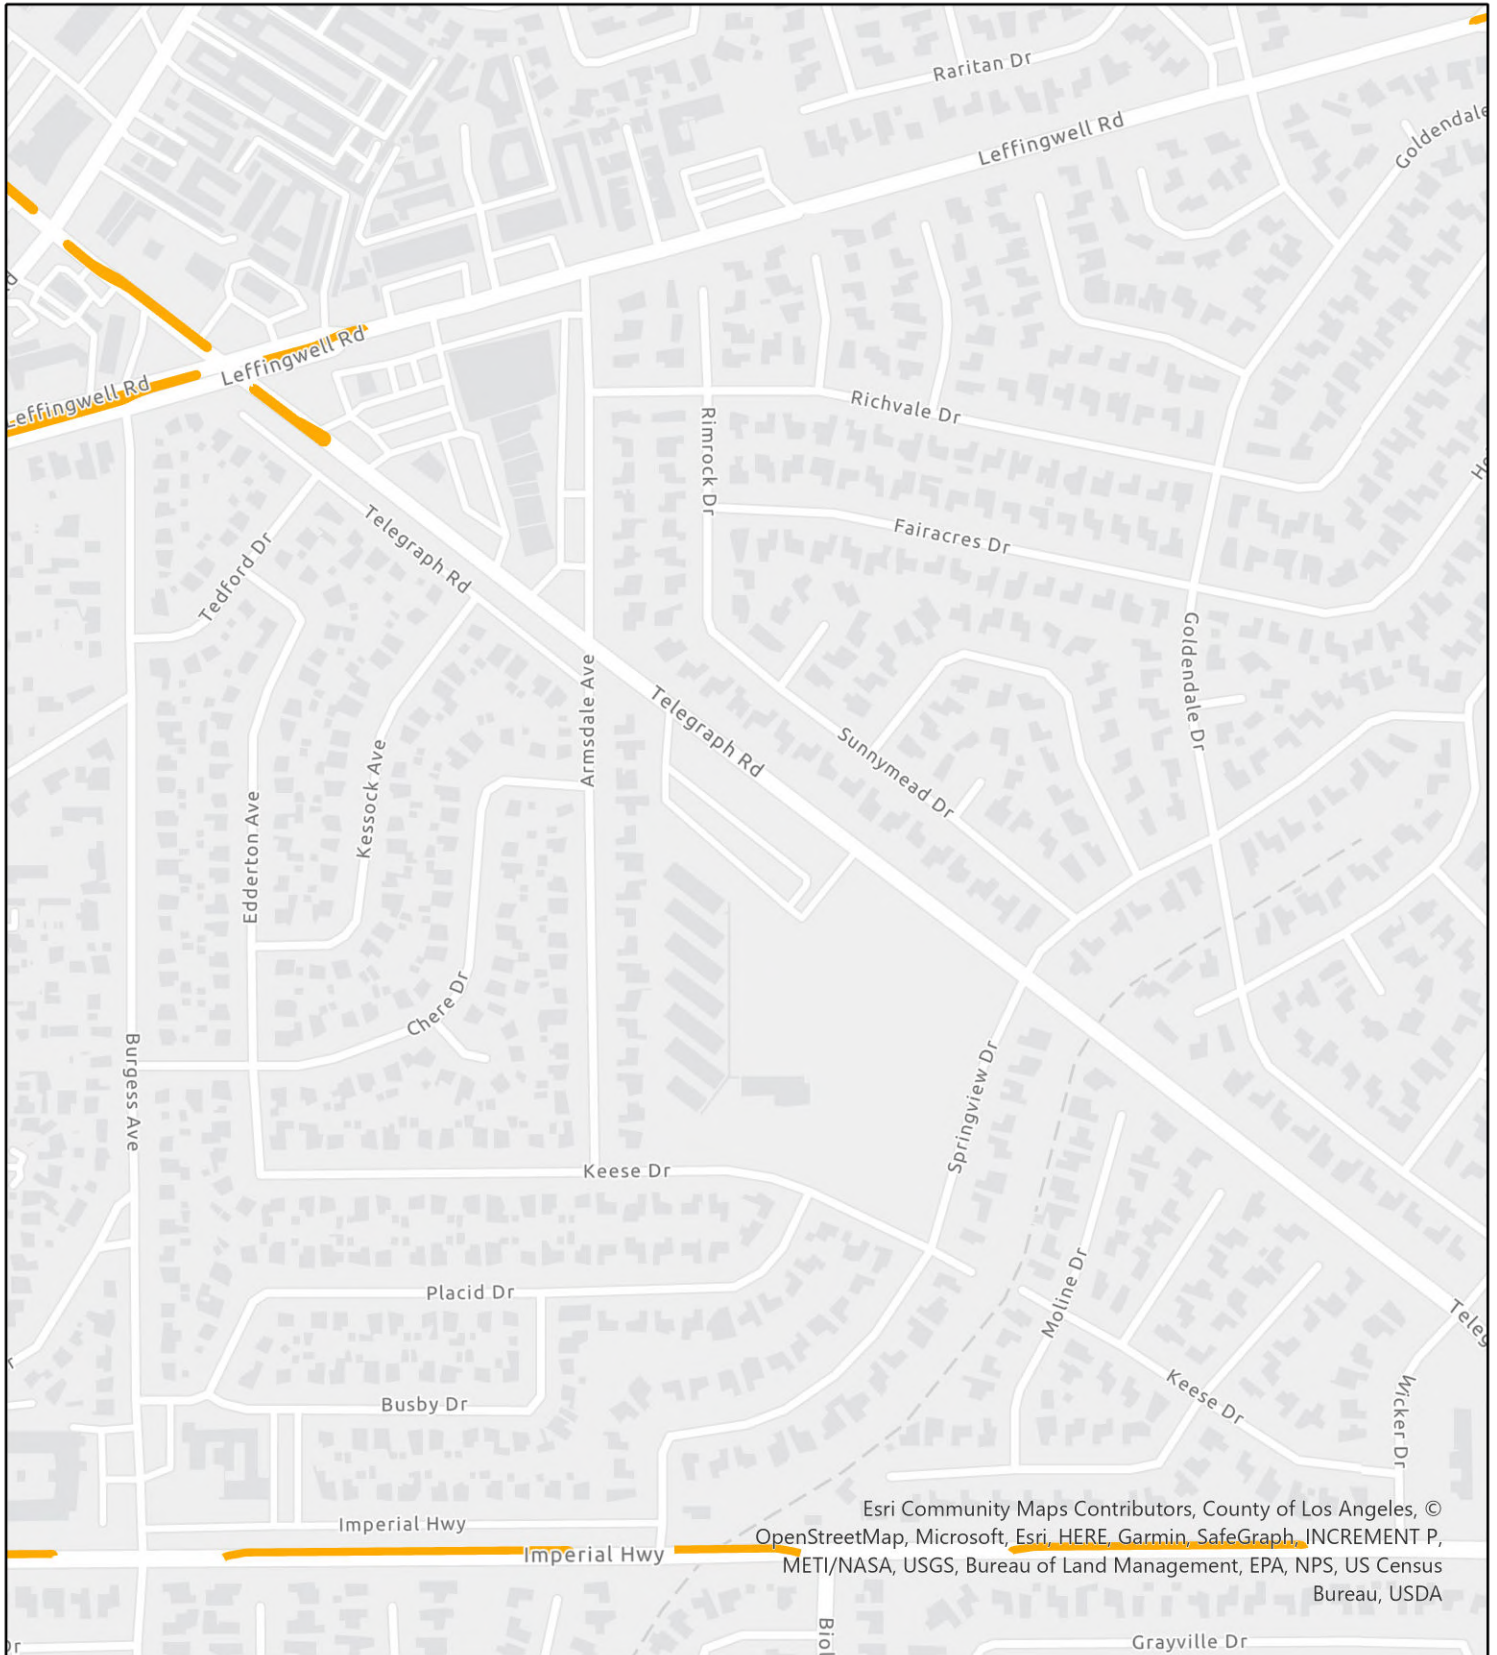 Raritan Dr
Leffingwell Rd
Goldendale
Leffingwell Rd
Leffingwell Rd
Richvale Dr
Rimrock Dr
Fairacres Dr
Telegraph Rd
Tedford Dr
Goldendale Dr
Armsdale Ave
Telegraph Rd
Sunnymead Dr
Kessock Ave
Edderton Ave
Chere Dr
Burgess Ave
Springview Dr
Keese Dr
Placid Dr
Moline Dr
Teleg
Busby Dr
Keese Dr
Wicker Dr
Imperial Hwy
Imperial Hwy
Esri Community Maps Contributors, County of Los Angeles, ©
OpenStreetMap, Microsoft, Esri, HERE, Garmin, SafeGraph, INCREMENT P,
METI/NASA, USGS, Bureau of Land Management, EPA, NPS, US Census
Bureau, USDA
Grayville Dr